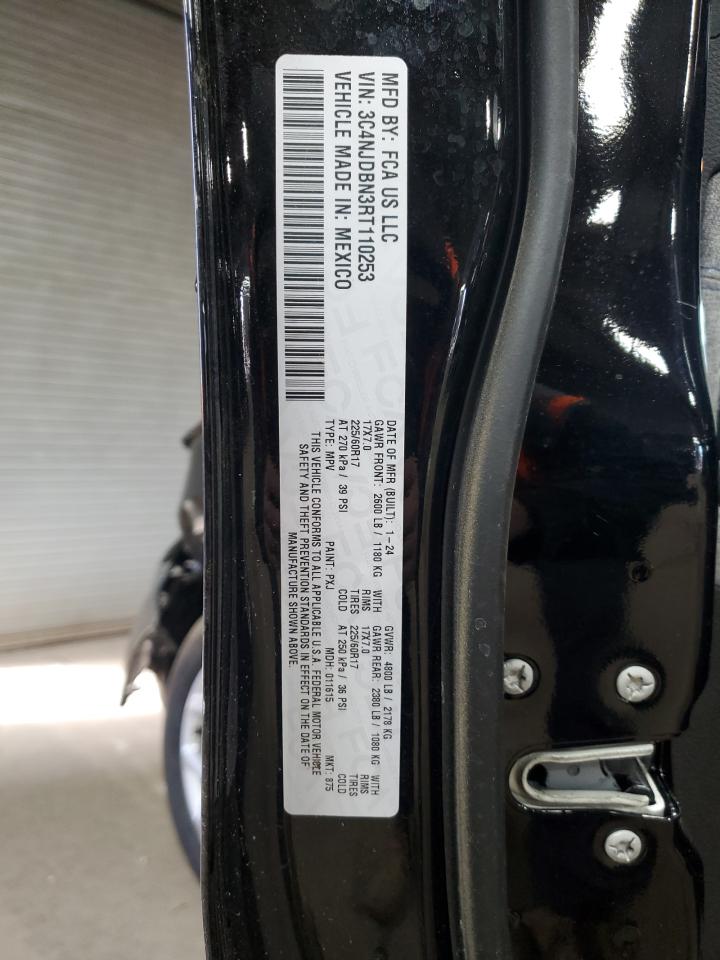 MFD BY: FCA US LLC
VIN: 3C4NJDBN3RT110253
VEHICLE MADE IN: MEXICO
DATE OF MFR (BUILT): 1-24 GVWR: 4800 LB / 2178 KG
GAWR FRONT: 2600 LB / 1180 KG WITH GAWR REAR: 2380 LB / 1080 KG WITH
17X7.0 RIMS 17X7.0 RIMS
225/60R17 TIRES 225/60R17 TIRES
AT 270 kPa / 39 PSI COLD AT 250 kPa / 36 PSI COLD
TYPE: MPV PAINT: PXJ MDH: 011615 MKT: 875
THIS VEHICLE CONFORMS TO ALL APPLICABLE U.S.A. FEDERAL MOTOR VEHICLE
SAFETY AND THEFT PREVENTION STANDARDS IN EFFECT ON THE DATE OF
MANUFACTURE SHOWN ABOVE.